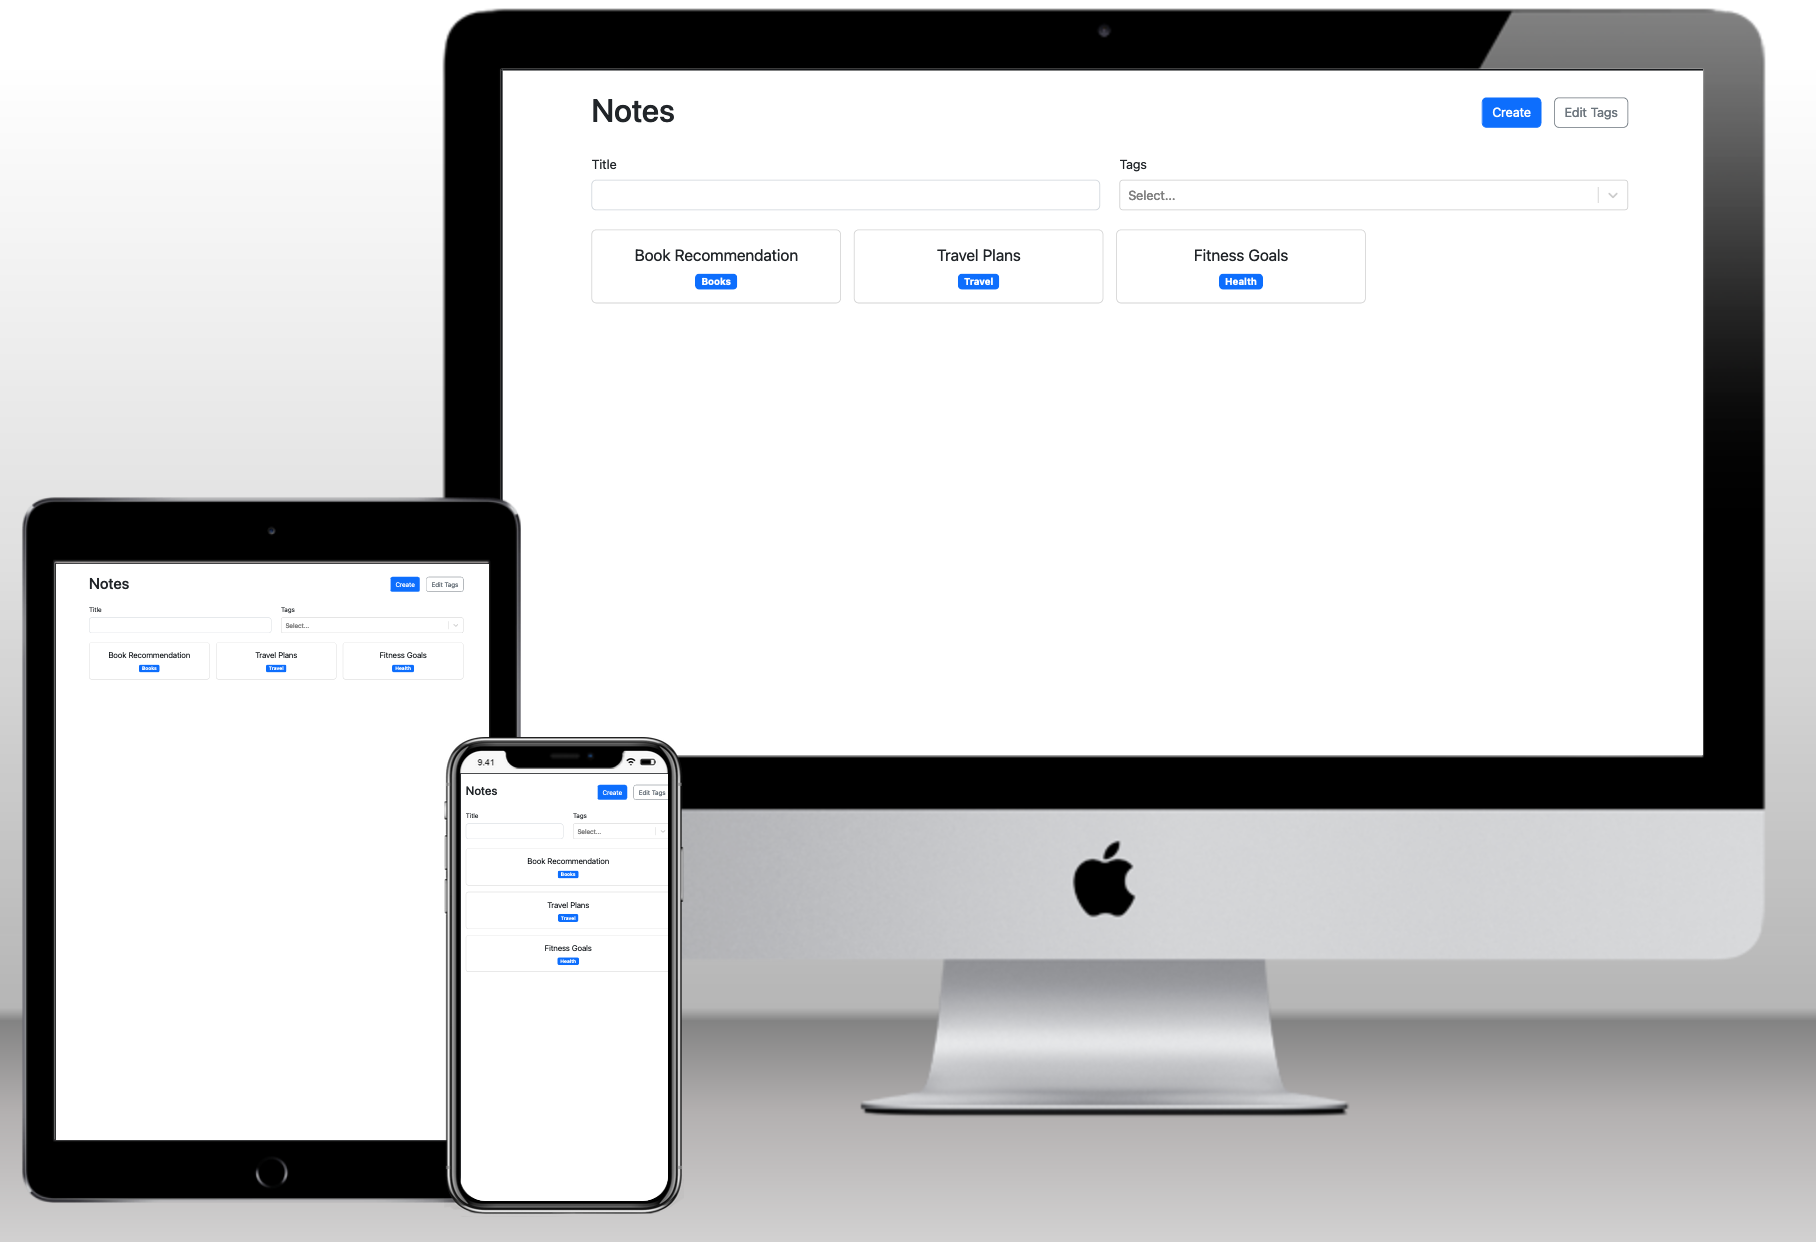 Notes
Create Edit Tags
Title Tags
Select...
Book Recommendation Travel Plans Fitness Goals
Books Travel Health
Notes
Create Edit Tags
Title Tags
Select...
Book Recommendation Travel Plans Fitness Goals
Books Travel Health
9.41
Notes
Create Edit Tags
Title Tags
Select...
Book Recommendation
Books
Travel Plans
Travel
Fitness Goals
Health